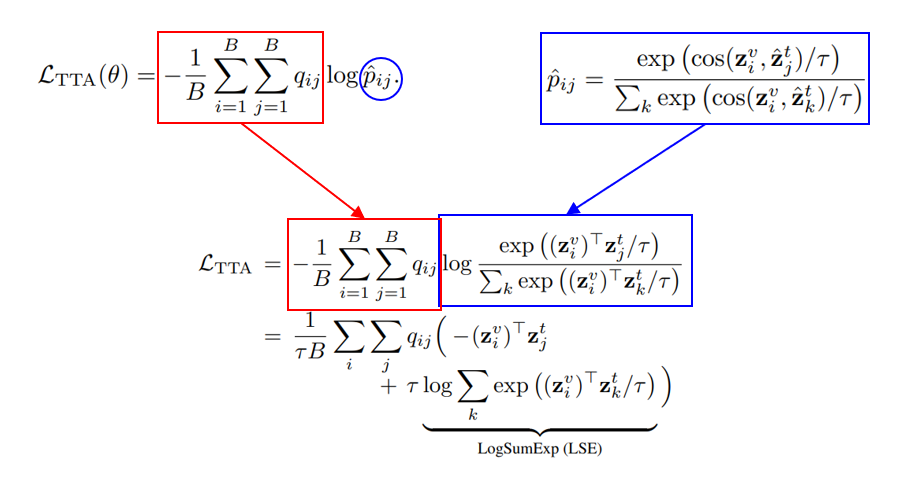 $\mathcal{L}_{\mathrm{TTA}}(\theta) = -\frac{1}{B} \sum_{i=1}^{B} \sum_{j=1}^{B} q_{ij} \log \hat{p}_{ij}.$
$\hat{p}_{ij} = \frac{\exp\left(\cos(\mathbf{z}_i^v, \hat{\mathbf{z}}_j^t)/\tau\right)}{\sum_k \exp\left(\cos(\mathbf{z}_i^v, \hat{\mathbf{z}}_k^t)/\tau\right)}$
$\mathcal{L}_{\mathrm{TTA}} = -\frac{1}{B} \sum_{i=1}^{B} \sum_{j=1}^{B} q_{ij} \log \frac{\exp\left((\mathbf{z}_i^v)^\top \mathbf{z}_j^t/\tau\right)}{\sum_k \exp\left((\mathbf{z}_i^v)^\top \mathbf{z}_k^t/\tau\right)}$
$= \frac{1}{\tau B} \sum_i \sum_j q_{ij} \Big( -(\mathbf{z}_i^v)^\top \mathbf{z}_j^t$
$+ \tau \log \sum_k \exp\left((\mathbf{z}_i^v)^\top \mathbf{z}_k^t/\tau\right) \Big)$
LogSumExp (LSE)